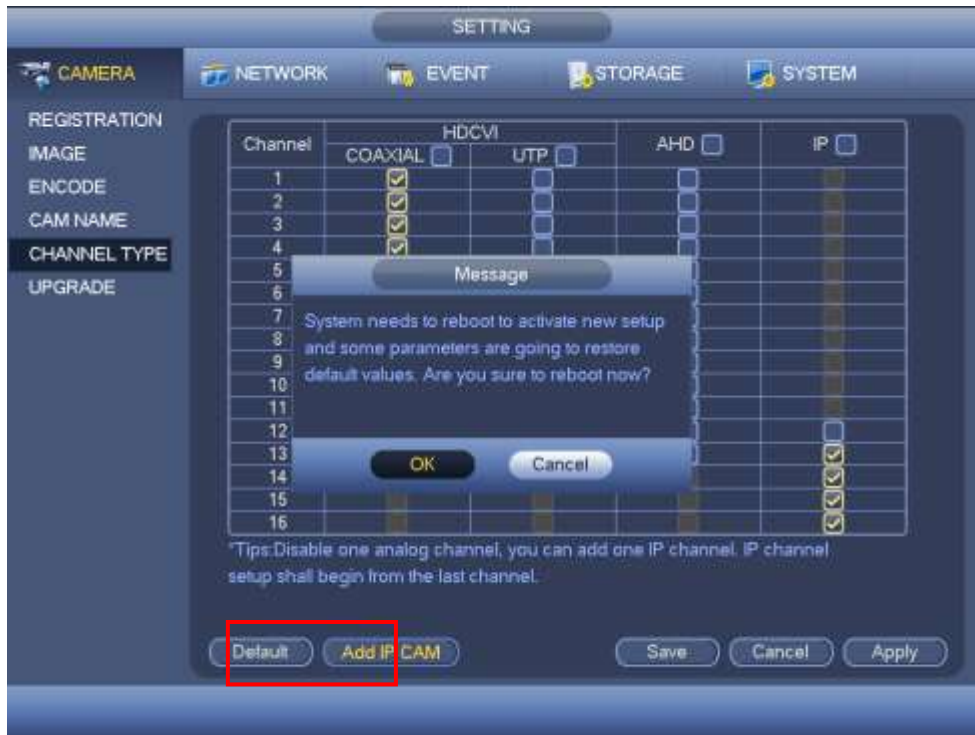 SETTING
CAMERA NETWORK EVENT STORAGE SYSTEM
REGISTRATION
IMAGE
ENCODE
CAM NAME
CHANNEL TYPE
UPGRADE
Channel HDCVI AHD IP
COAXIAL UTP
1
2
3
4
5
6
7
8
9
10
11
12
13
14
15
16
Message
System needs to reboot to activate new setup
and some parameters are going to restore
default values. Are you sure to reboot now?
OK Cancel
*Tips:Disable one analog channel, you can add one IP channel. IP channel
setup shall begin from the last channel.
Default Add IP CAM Save Cancel Apply